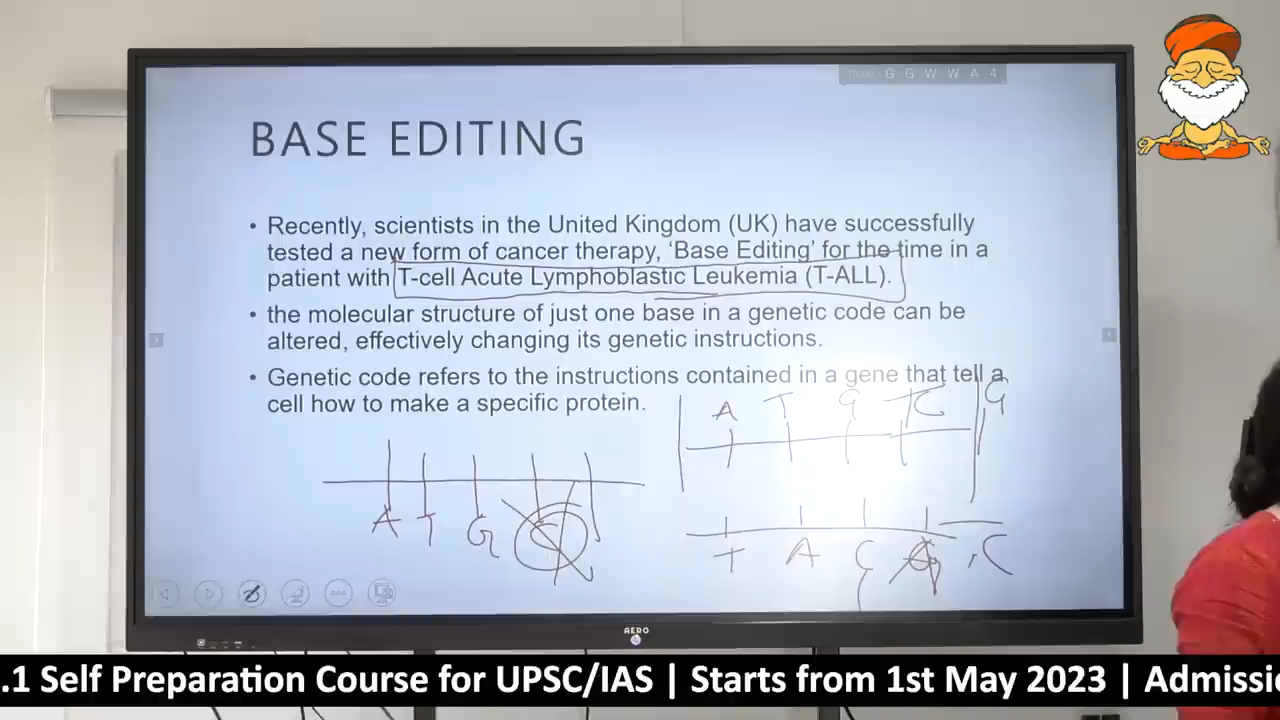 G G W W A 4
BASE EDITING
• Recently, scientists in the United Kingdom (UK) have successfully
tested a new form of cancer therapy, ‘Base Editing’ for the time in a
patient with T-cell Acute Lymphoblastic Leukemia (T-ALL).
• the molecular structure of just one base in a genetic code can be
altered, effectively changing its genetic instructions.
• Genetic code refers to the instructions contained in a gene that tell a
cell how to make a specific protein.
A T G C G
A T G C
T A C G C
AERO
.1 Self Preparation Course for UPSC/IAS | Starts from 1st May 2023 | Admissi